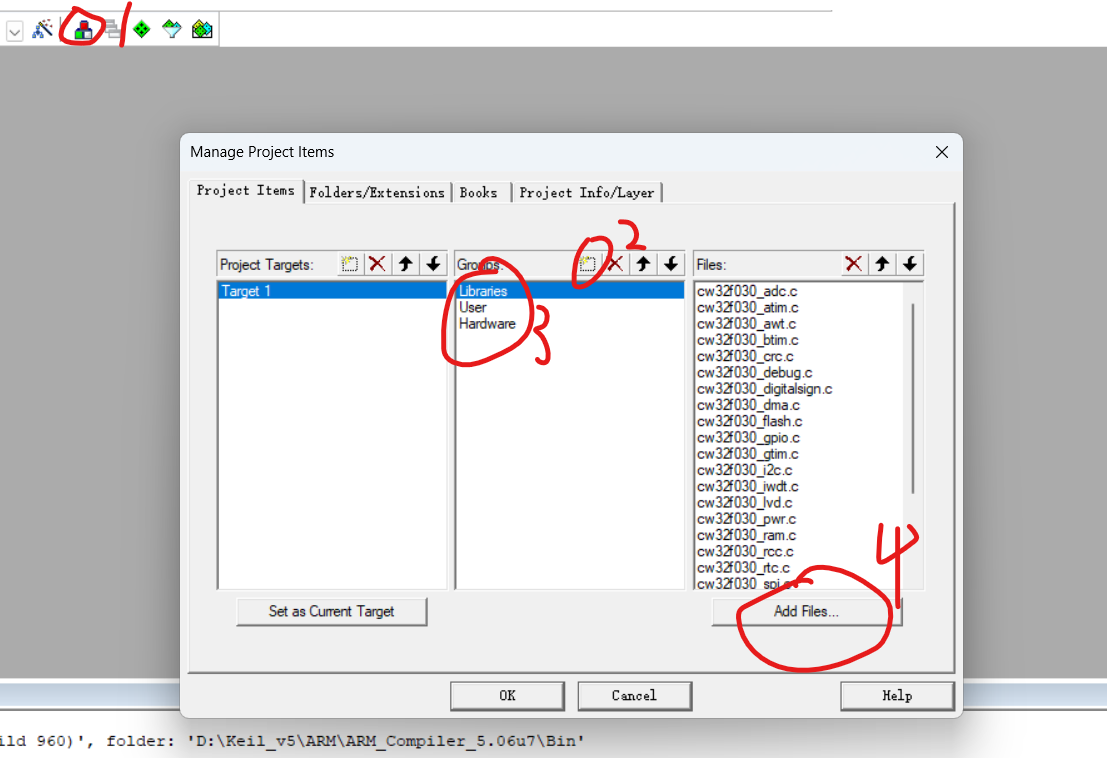 1
Manage Project Items
Project Items Folders/Extensions Books Project Info/Layer
2
Project Targets: Groups: Files:
Target 1
Libraries
User
Hardware
3
cw32f030_adc.c
cw32f030_atim.c
cw32f030_awt.c
cw32f030_btim.c
cw32f030_crc.c
cw32f030_debug.c
cw32f030_digitalsign.c
cw32f030_dma.c
cw32f030_flash.c
cw32f030_gpio.c
cw32f030_gtim.c
cw32f030_i2c.c
cw32f030_iwdt.c
cw32f030_lvd.c
cw32f030_pwr.c
cw32f030_ram.c
cw32f030_rcc.c
cw32f030_rtc.c
cw32f030_spi.c
4
Set as Current Target Add Files...
OK Cancel Help
ild 960)', folder: 'D:\Keil_v5\ARM\ARM_Compiler_5.06u7\Bin'